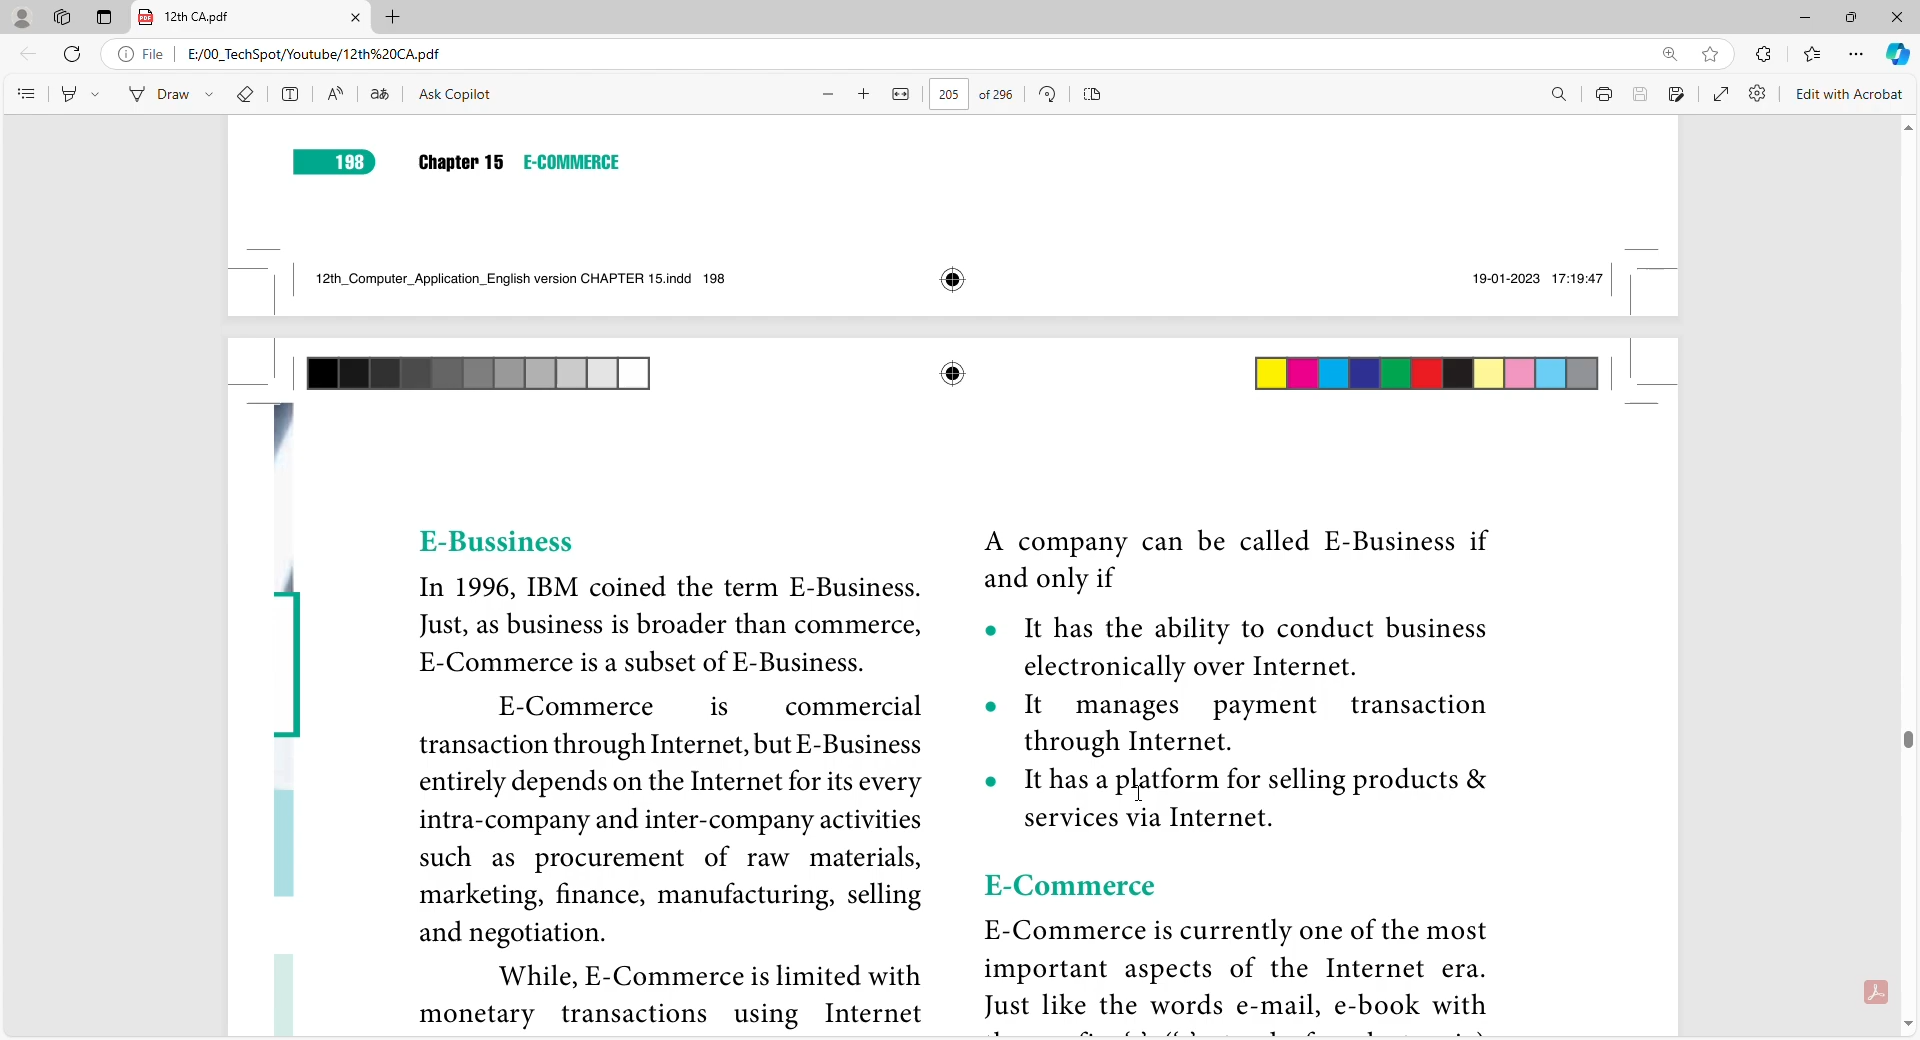 12th CA.pdf
File
E:/00_TechSpot/Youtube/12th%20CA.pdf
Draw
aあ
Ask Copilot
205
of 296
Edit with Acrobat
198
Chapter 15 E-COMMERCE
12th_Computer_Application_English version CHAPTER 15.indd 198
19-01-2023 17:19:47
E-Bussiness
In 1996, IBM coined the term E-Business.
Just, as business is broader than commerce,
E-Commerce is a subset of E-Business.
E-Commerce is commercial
transaction through Internet, but E-Business
entirely depends on the Internet for its every
intra-company and inter-company activities
such as procurement of raw materials,
marketing, finance, manufacturing, selling
and negotiation.
While, E-Commerce is limited with
monetary transactions using Internet
A company can be called E-Business if
and only if
• It has the ability to conduct business
electronically over Internet.
• It manages payment transaction
through Internet.
• It has a platform for selling products &
services via Internet.
E-Commerce
E-Commerce is currently one of the most
important aspects of the Internet era.
Just like the words e-mail, e-book with